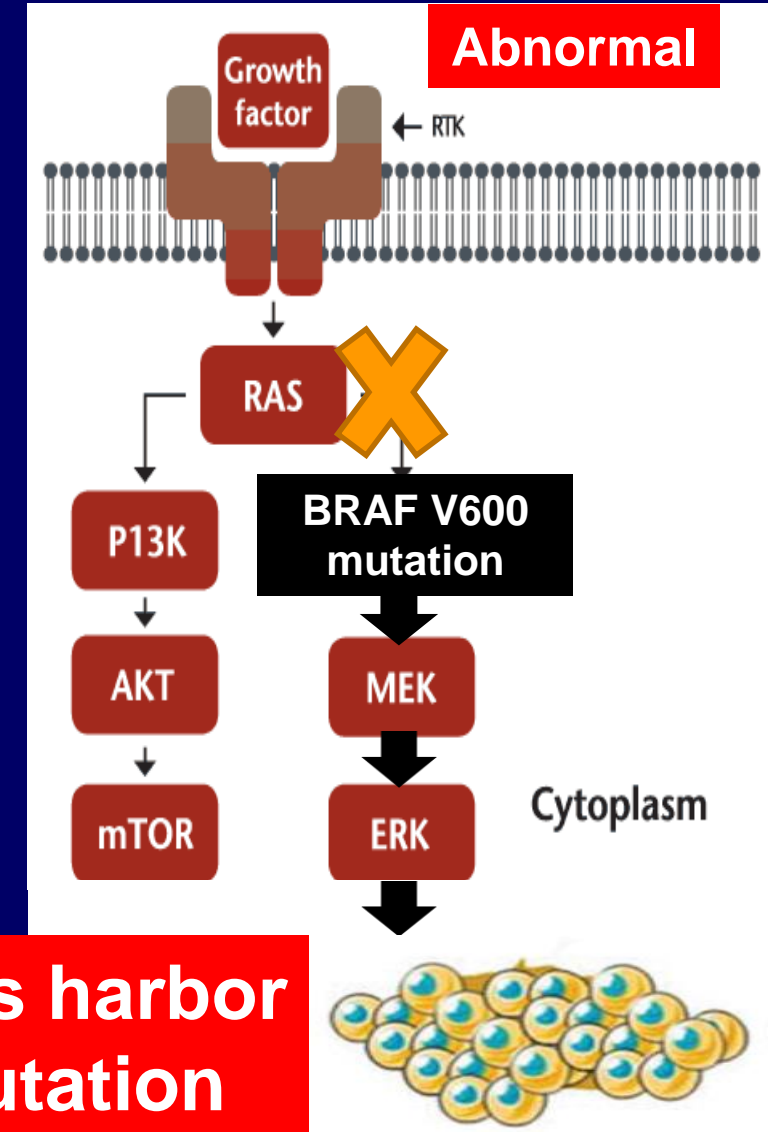 Abnormal
Growth
factor
RTK
RAS
BRAF V600
mutation
P13K
AKT
MEK
mTOR
ERK
Cytoplasm
s harbor
utation